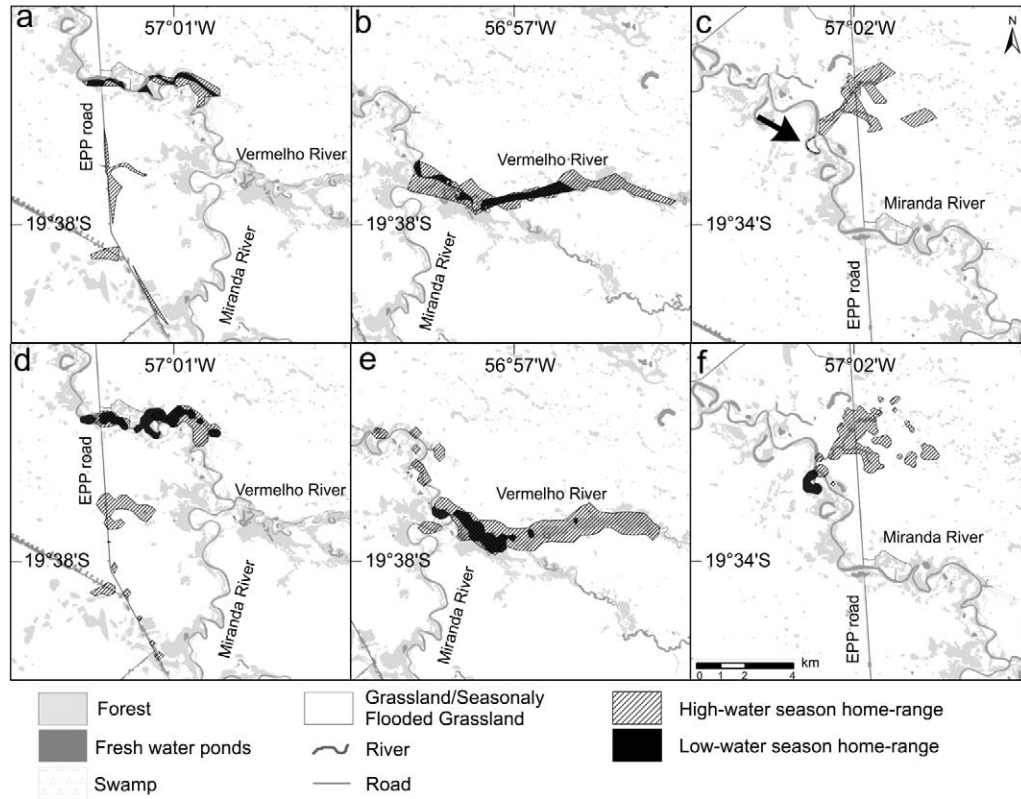 a
57°01'W
EPP road
Vermelho River
19°38'S
Miranda River
b
56°57'W
Vermelho River
19°38'S
Miranda River
c
57°02'W
N
Miranda River
19°34'S
EPP road
d
57°01'W
EPP road
Vermelho River
19°38'S
Miranda River
e
56°57'W
Vermelho River
19°38'S
Miranda River
f
57°02'W
Miranda River
19°34'S
EPP road
km
0 1 2 4
Forest
Fresh water ponds
Swamp
Grassland/Seasonaly
Flooded Grassland
River
Road
High-water season home-range
Low-water season home-range